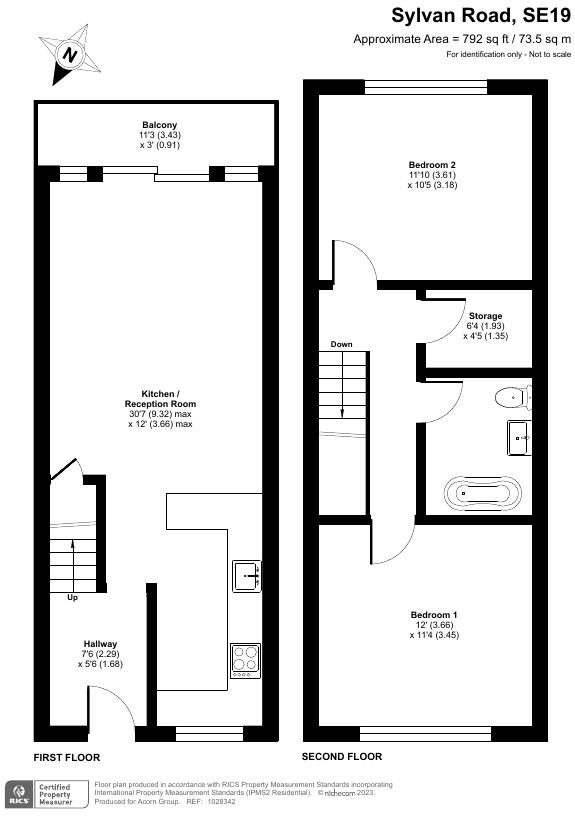 Sylvan Road, SE19
Approximate Area = 792 sq ft / 73.5 sq m
For identification only - Not to scale
N
Balcony
11'3 (3.43)
x 3' (0.91)
Kitchen /
Reception Room
30'7 (9.32) max
x 12' (3.66) max
Up
Hallway
7'6 (2.29)
x 5'6 (1.68)
FIRST FLOOR
Bedroom 2
11'10 (3.61)
x 10'5 (3.18)
Storage
6'4 (1.93)
x 4'5 (1.35)
Down
Bedroom 1
12' (3.66)
x 11'4 (3.45)
SECOND FLOOR
RICS
Certified
Property
Measurer
Floor plan produced in accordance with RICS Property Measurement Standards incorporating
International Property Measurement Standards (IPMS2 Residential). © nichecom 2023.
Produced for Acorn Group. REF: 1028342